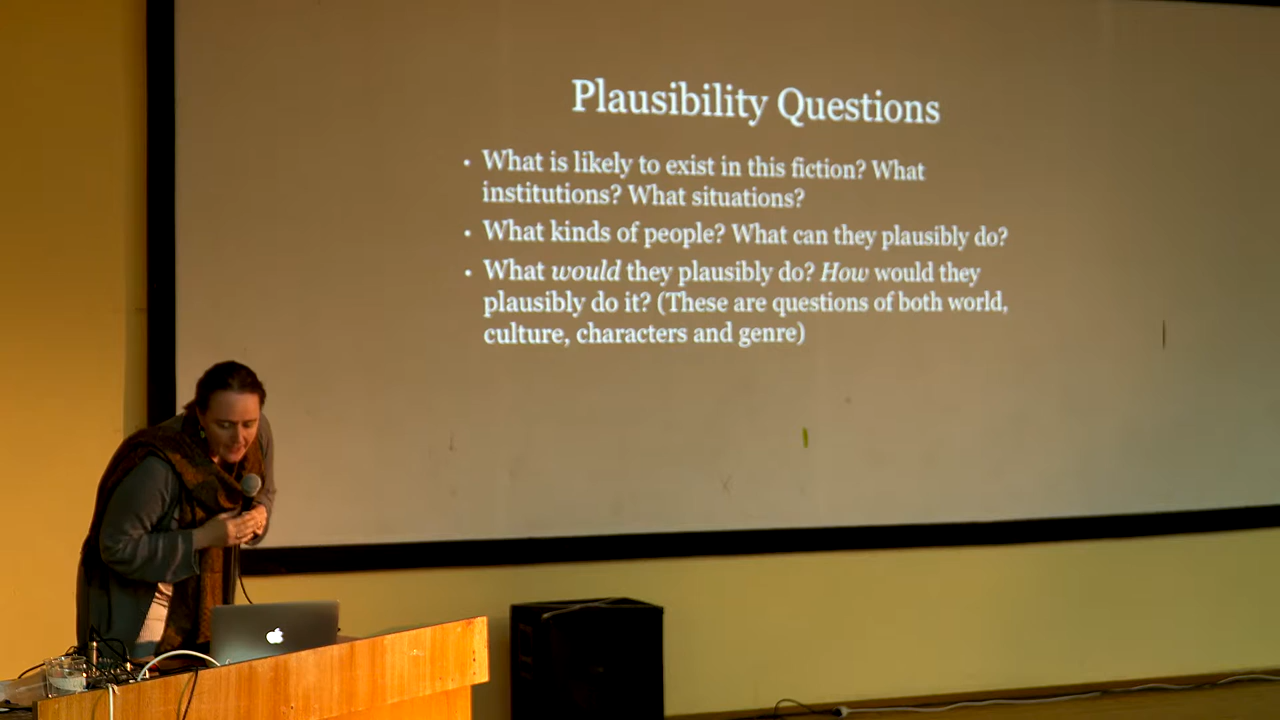 Plausibility Questions
• What is likely to exist in this fiction? What
institutions? What situations?
• What kinds of people? What can they plausibly do?
• What would they plausibly do? How would they
plausibly do it? (These are questions of both world,
culture, characters and genre)